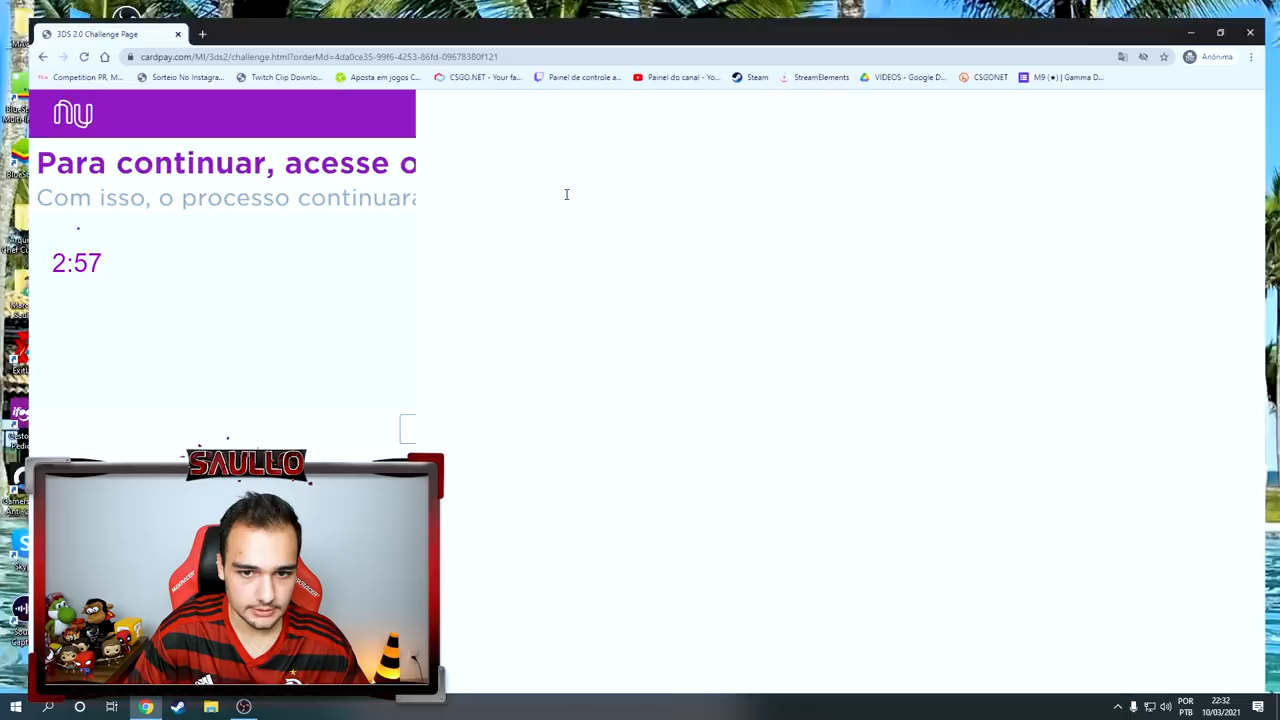 3DS 2.0 Challenge Page
cardpay.com/MI/3ds2/challenge.html?orderMd=4da0ce35-99f6-4253-86fd-09678380f121
Anônima
Competition PR, M...
Sorteio No Instagra...
Twitch Clip Downlo...
Aposta em jogos C...
CSGO.NET - Your fa...
Painel de controle a...
Painel do canal - Yo...
Steam
StreamElements
VIDEOS - Google D...
CSGONET
M9 (★) | Gamma D...
nu
Para continuar, acesse o
Com isso, o processo continuará
2:57
SAULLO
MAXRACER
POR
PTB
22:32
10/03/2021